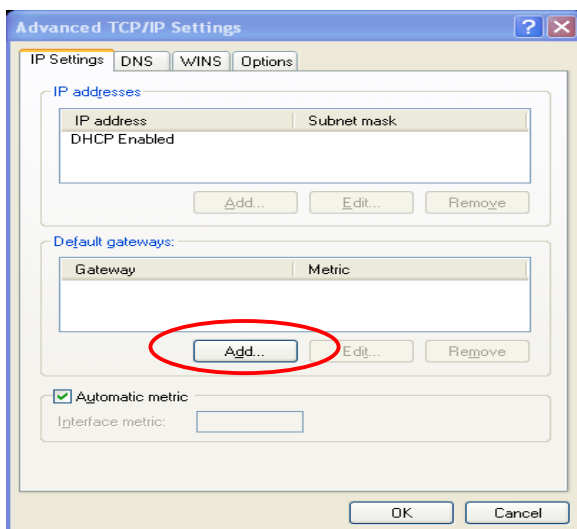 Advanced TCP/IP Settings
IP Settings DNS WINS Options
IP addresses
IP address Subnet mask
DHCP Enabled
Add... Edit... Remove
Default gateways:
Gateway Metric
Add... Edit... Remove
Automatic metric
Interface metric:
OK Cancel